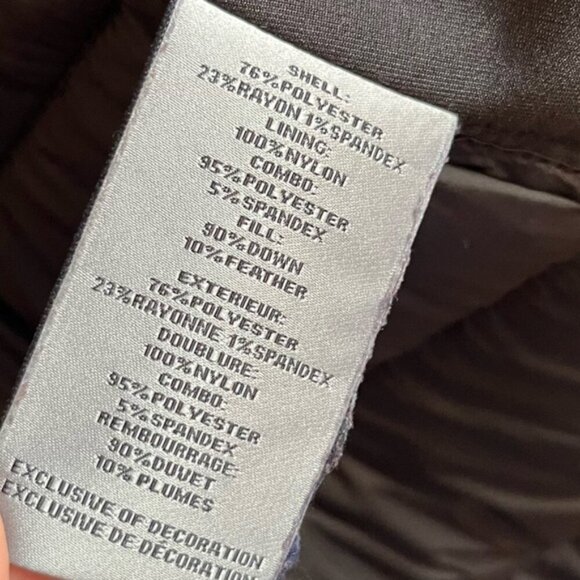 SHELL:
76%POLYESTER
23%RAYON 1%SPANDEX
LINING:
100%NYLON
COMBO:
95%POLYESTER
5%SPANDEX
FILL:
90%DOWN
10%FEATHER
EXTERIEUR:
76%POLYESTER
23%RAYONNE 1%SPANDEX
DOUBLURE:
100%NYLON
COMBO:
95%POLYESTER
5%SPANDEX
REMBOURRAGE:
90%DUVET
10% PLUMES
EXCLUSIVE OF DECORATION
EXCLUSIVE DE DÉCORATION